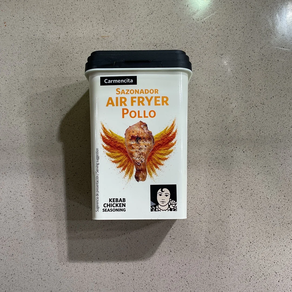 Carmencita
SAZONADOR
AIR FRYER
POLLO
KEBAB
CHICKEN
SEASONING